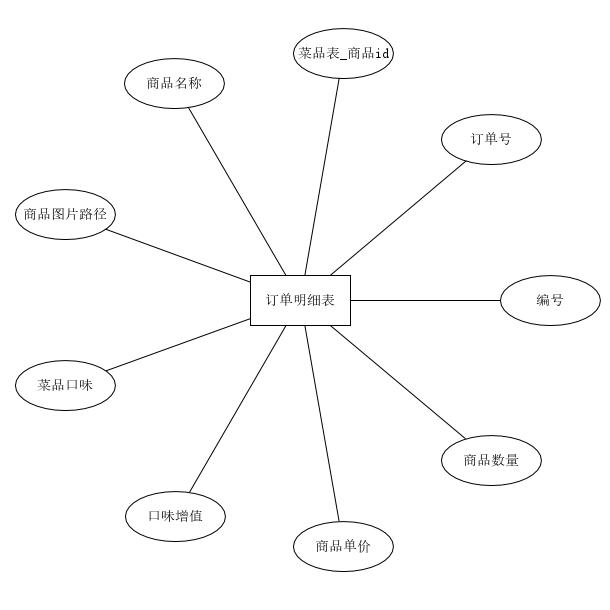 菜品表_商品id
商品名称
订单号
商品图片路径
订单明细表
编号
菜品口味
商品数量
口味增值
商品单价